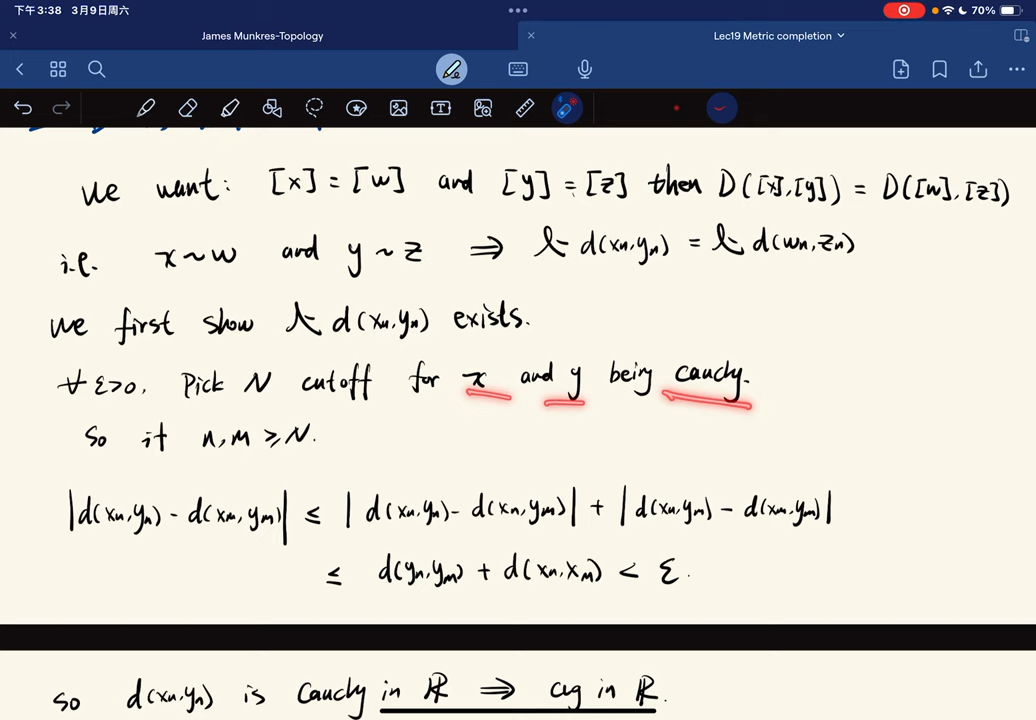 下午3:38 3月9日周六
70%
James Munkres-Topology
Lec19 Metric completion
We want: [x] = [w] and [y] = [z] then D([x],[y]) = D([w],[z])
i.e. x ~ w and y ~ z ⇒ lim d(xn, yn) = lim d(wn, zn)
We first show lim d(xn, yn) exists.
∀ ε>0. Pick N cutoff for x and y being cauchy.
So if n, m ≥ N.
|d(xn, yn) - d(xm, ym)| ≤ |d(xn, yn) - d(xn, ym)| + |d(xn, ym) - d(xm, ym)|
≤ d(yn, ym) + d(xn, xm) < ε.
So d(xn, yn) is Cauchy in ℝ ⇒ cvg in ℝ.